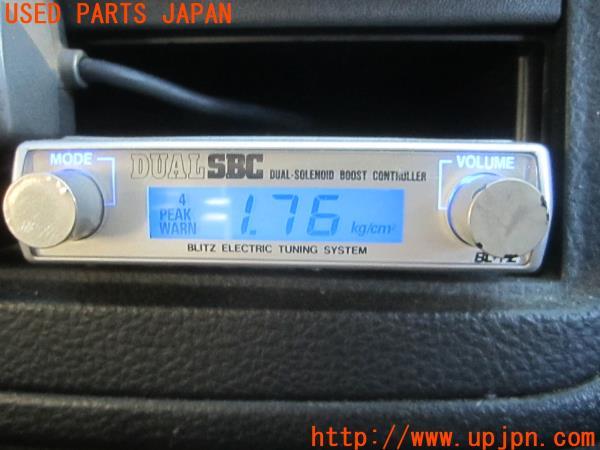 USED PARTS JAPAN
MODE
DUAL SBC DUAL-SOLENOID BOOST CONTROLLER
VOLUME
4
PEAK
WARN
1.76 kg/cm²
BLITZ ELECTRIC TUNING SYSTEM
BLITZ
http://www.upjpn.com/